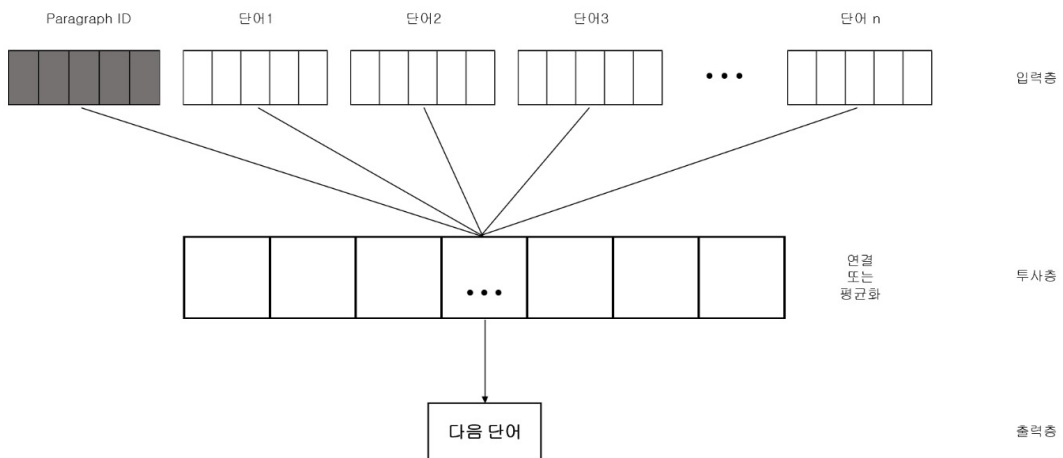 Paragraph ID
단어1
단어2
단어3
단어 n
입력층
연결
또는
평균화
투사층
다음 단어
출력층